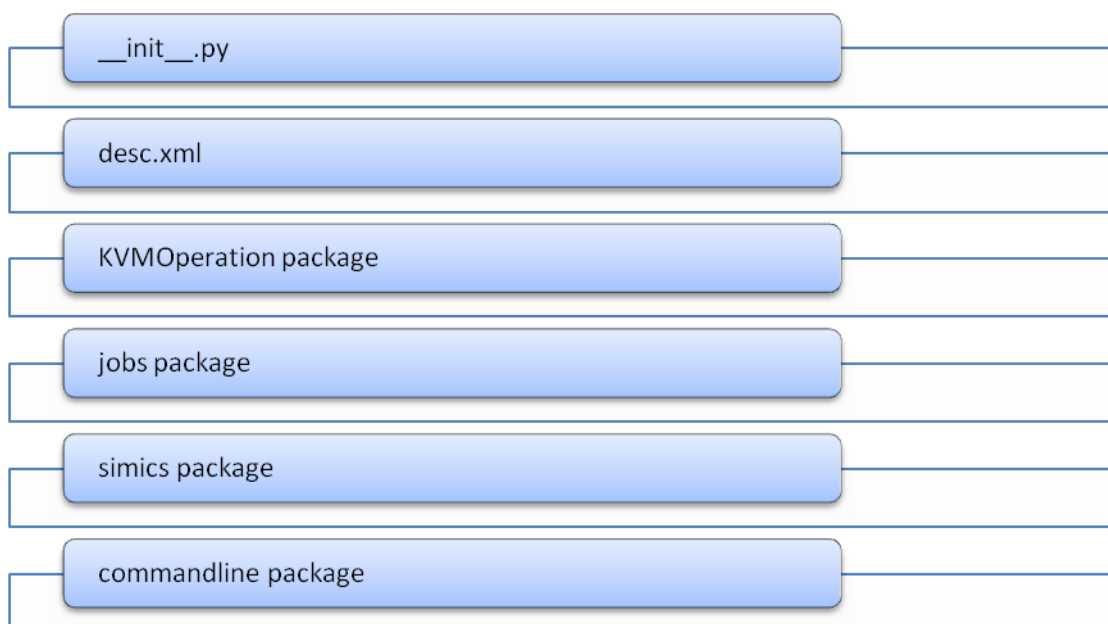 __init__.py
desc.xml
KVMOperation package
jobs package
simics package
commandline package